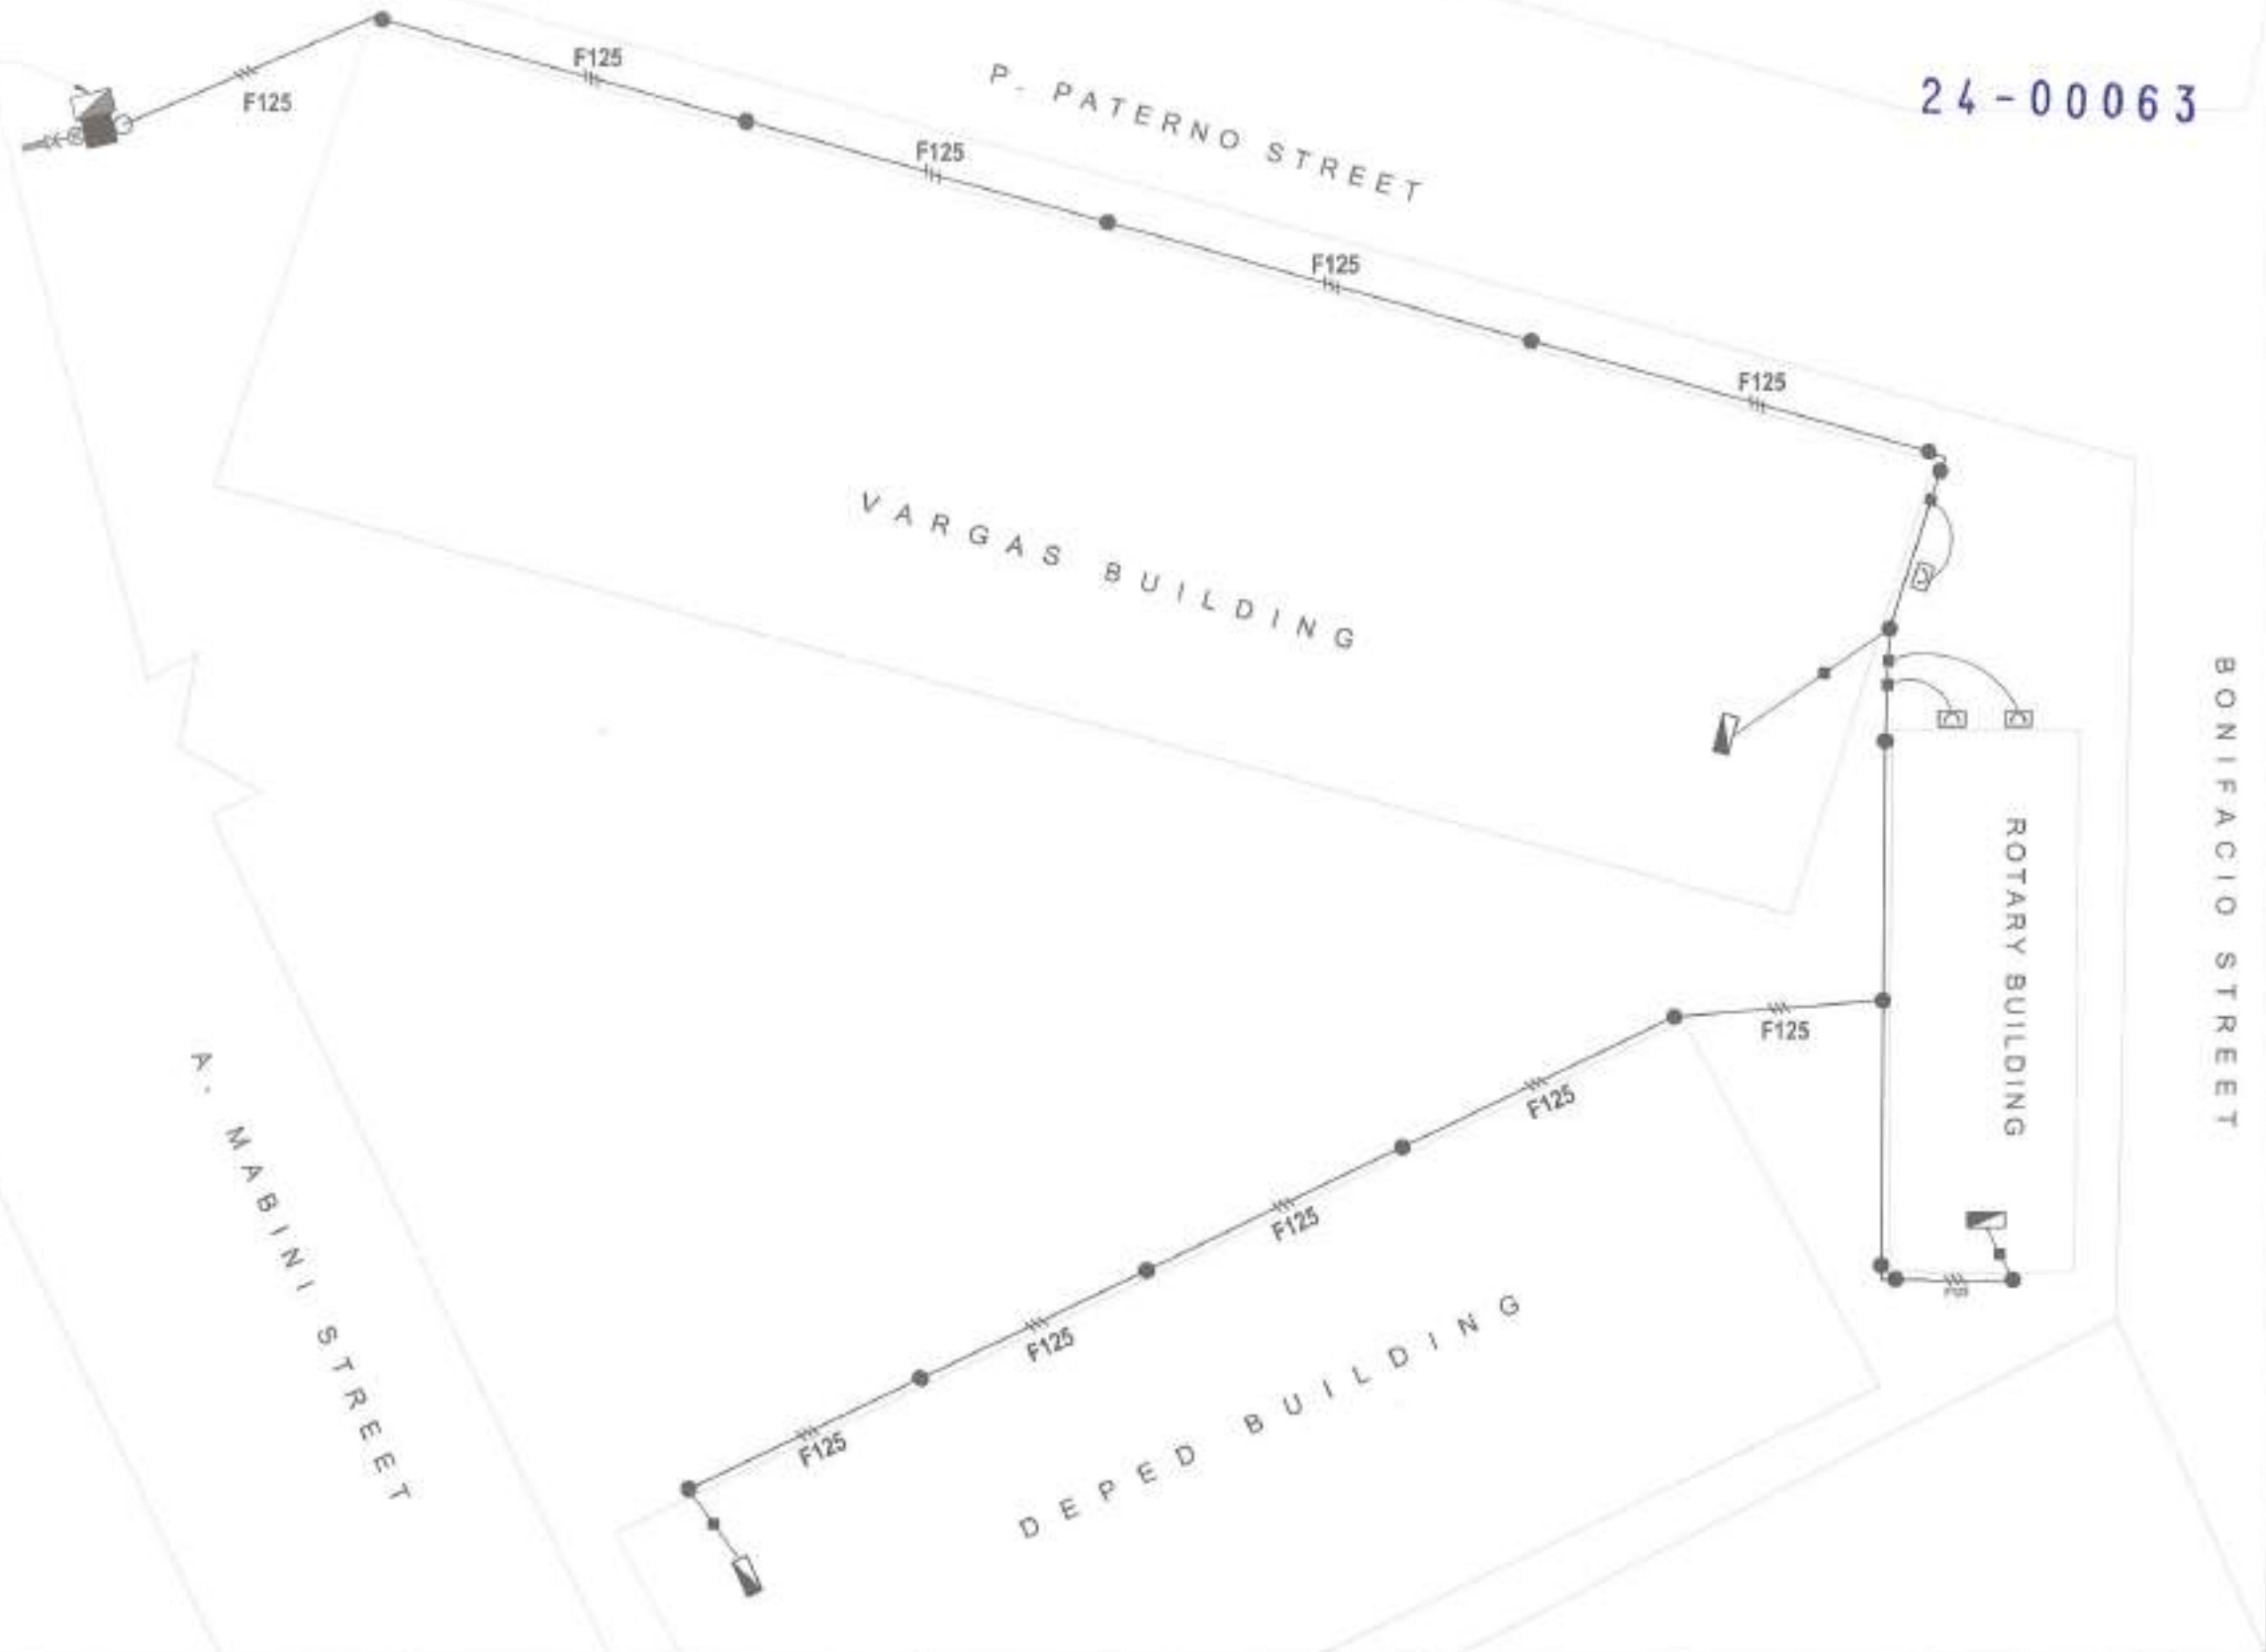 24-00063
F125
F125
P. PATERNO STREET
F125
F125
F125
VARGAS BUILDING
BONIFACIO STREET
ROTARY BUILDING
F125
F125
F125
F125
F125
A. MABINI STREET
DEPED BUILDING